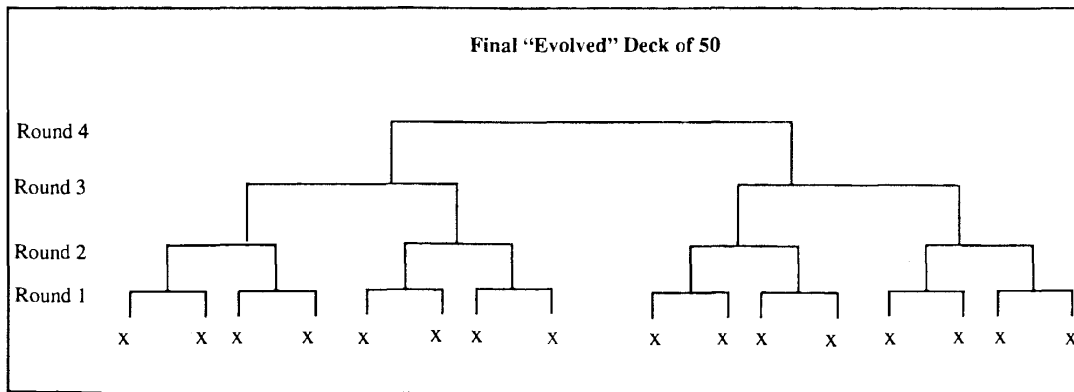 Final “Evolved” Deck of 50
Round 4
Round 3
Round 2
Round 1
x x x x x x x x x x x x x x x x